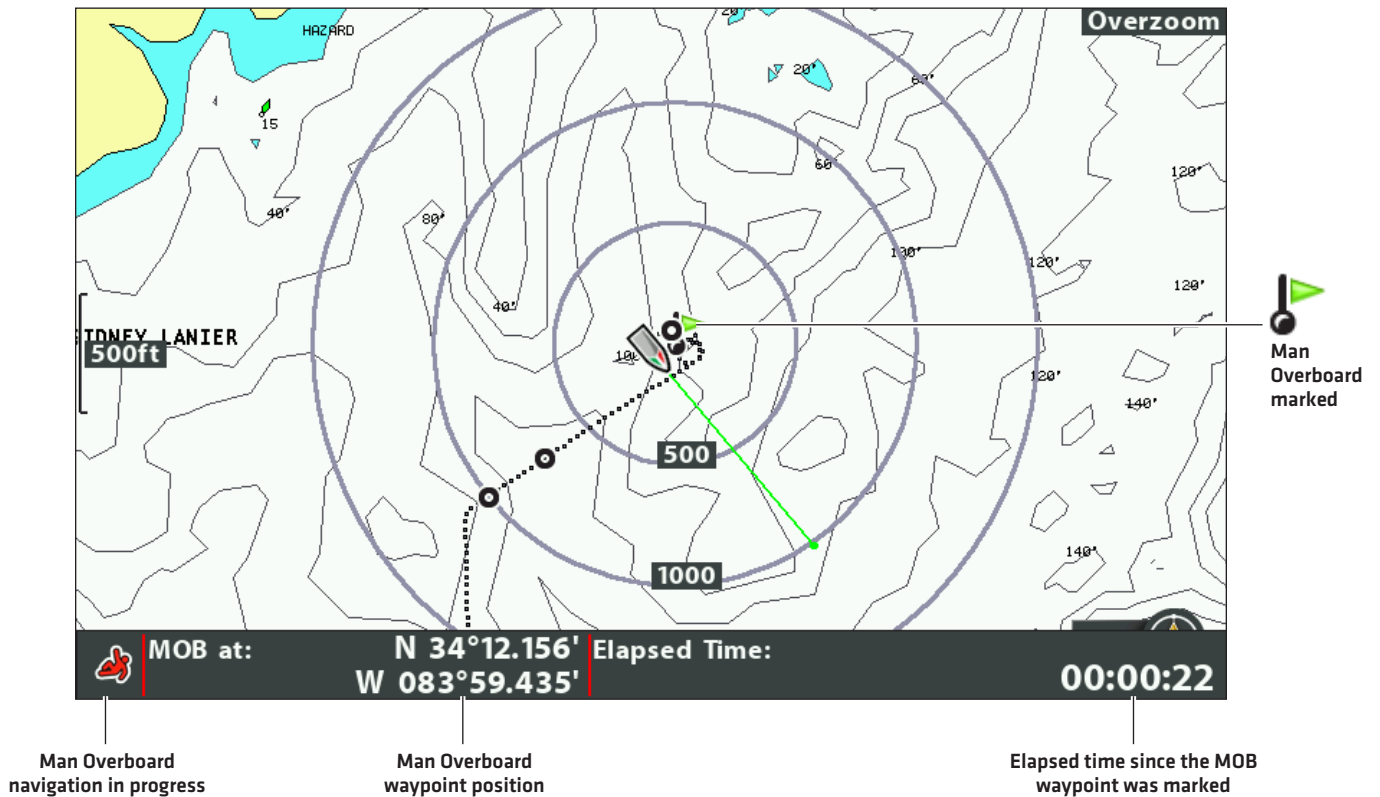 20'
Overzoom
HAZARD
20'
60'
15
60
120'
40'
80'
100'
120'
40'
120'
SIDNEY LANIER
500ft
Man
Overboard
marked
120'
140'
500
140'
1000
MOB at:
N 34°12.156'
W 083°59.435'
Elapsed Time:
00:00:22
Man Overboard
navigation in progress
Man Overboard
waypoint position
Elapsed time since the MOB
waypoint was marked